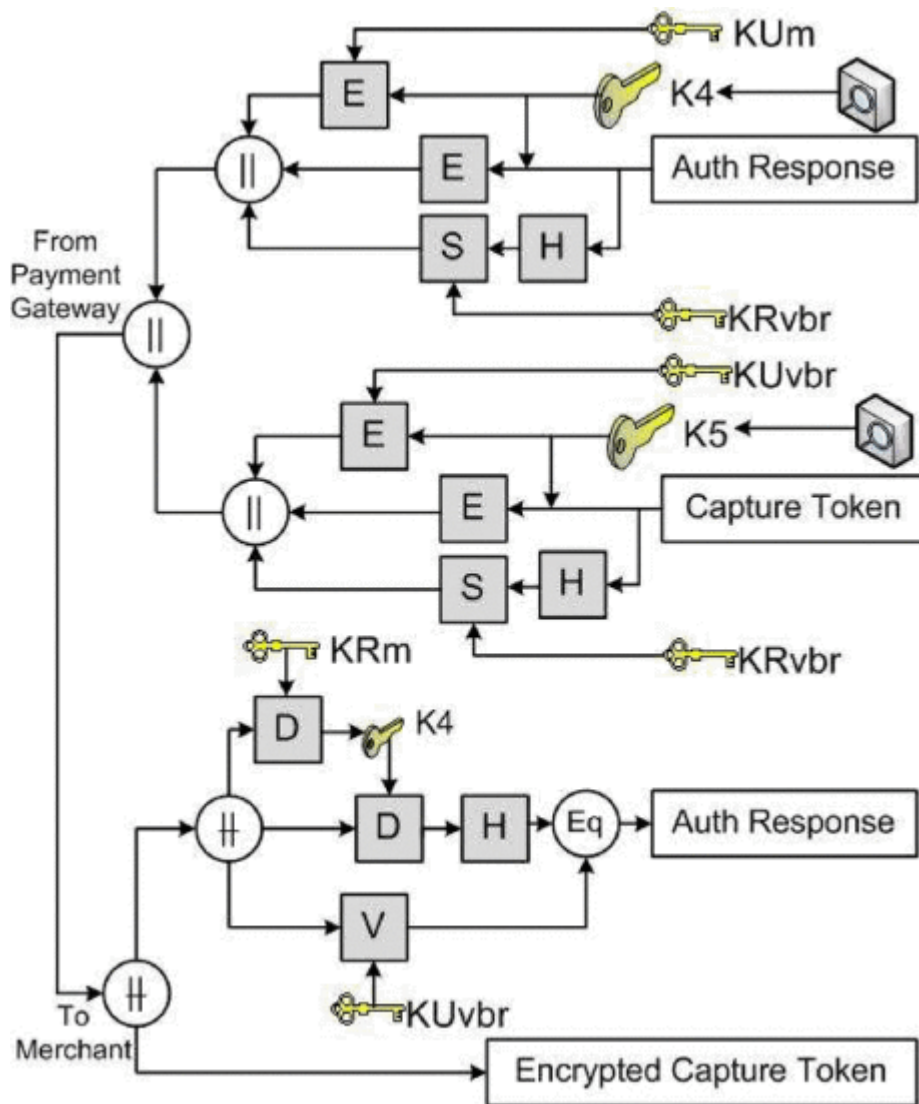 KUm
E
K4
||
E
Auth Response
S
H
From
Payment
Gateway
KRvbr
||
KUvbr
E
K5
||
E
Capture Token
S
H
KRm
KRvbr
D
K4
D
H
Eq
Auth Response
V
To
Merchant
KUvbr
Encrypted Capture Token